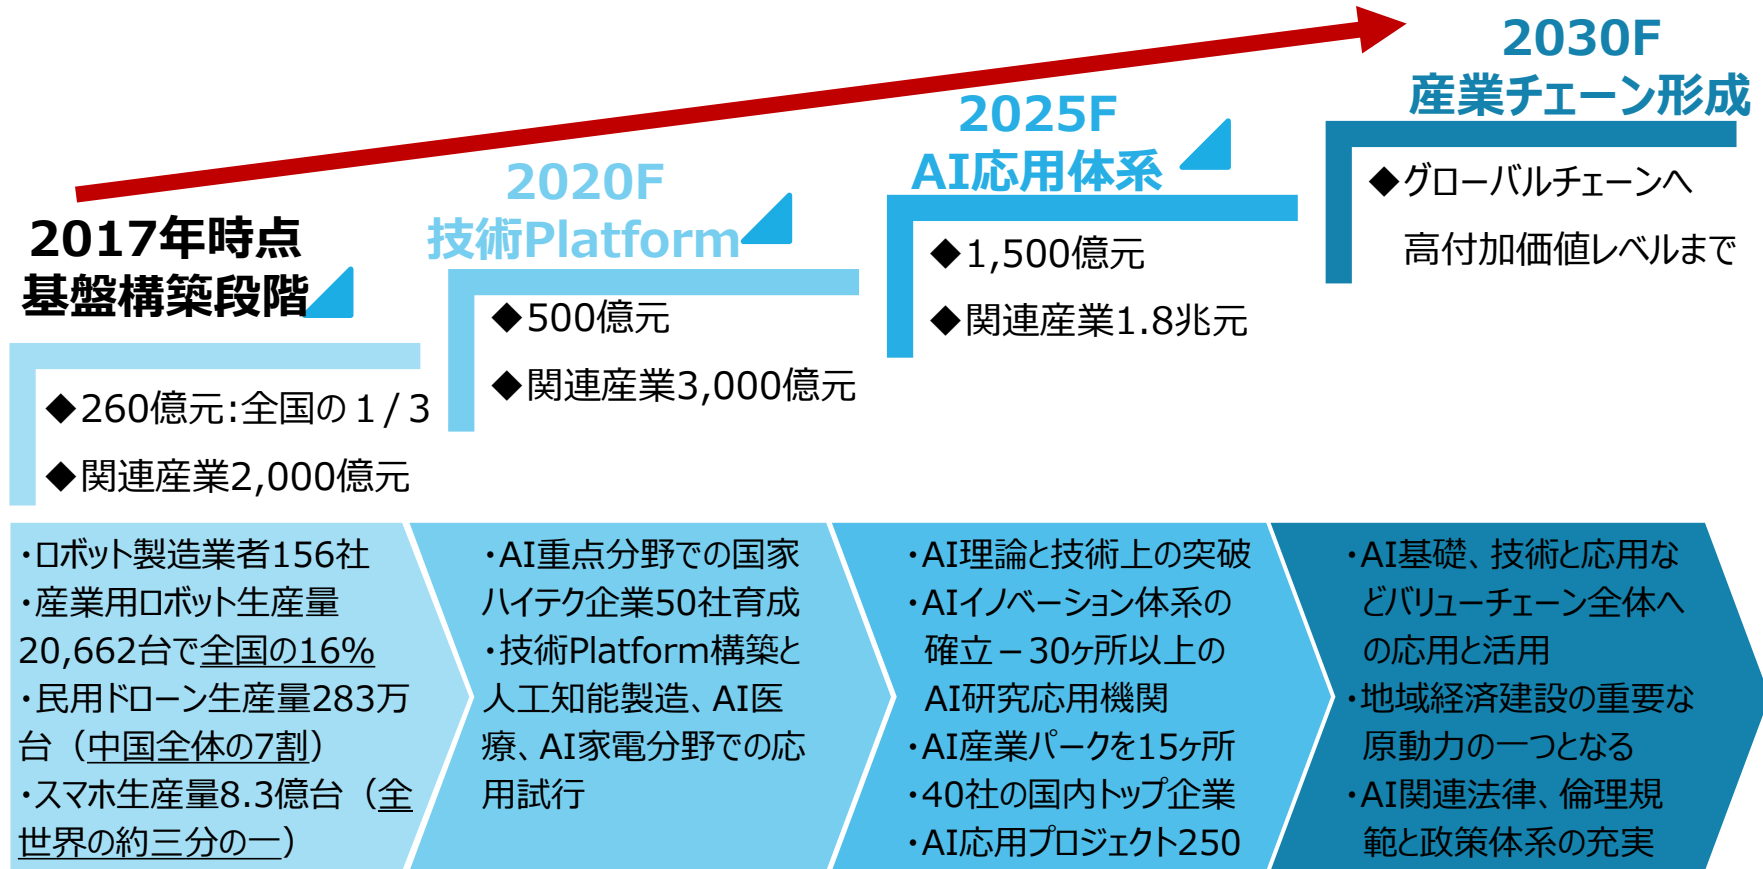 2017年時点
基盤構築段階
◆260億元:全国の1/3
◆関連産業2,000億元
2020F
技術Platform
◆500億元
◆関連産業3,000億元
2025F
AI応用体系
◆1,500億元
◆関連産業1.8兆元
2030F
産業チェーン形成
◆グローバルチェーンへ
高付加価値レベルまで
・ロボット製造業者156社
・産業用ロボット生産量
20,662台で全国の16%
・民用ドローン生産量283万
台（中国全体の7割）
・スマホ生産量8.3億台（全
世界の約三分の一）
・AI重点分野での国家
ハイテク企業50社育成
・技術Platform構築と
人工知能製造、AI医
療、AI家電分野での応
用試行
・AI理論と技術上の突破
・AIイノベーション体系の
確立－30ヶ所以上の
AI研究応用機関
・AI産業パークを15ヶ所
・40社の国内トップ企業
・AI応用プロジェクト250
・AI基礎、技術と応用な
どバリューチェーン全体へ
の応用と活用
・地域経済建設の重要な
原動力の一つとなる
・AI関連法律、倫理規
範と政策体系の充実